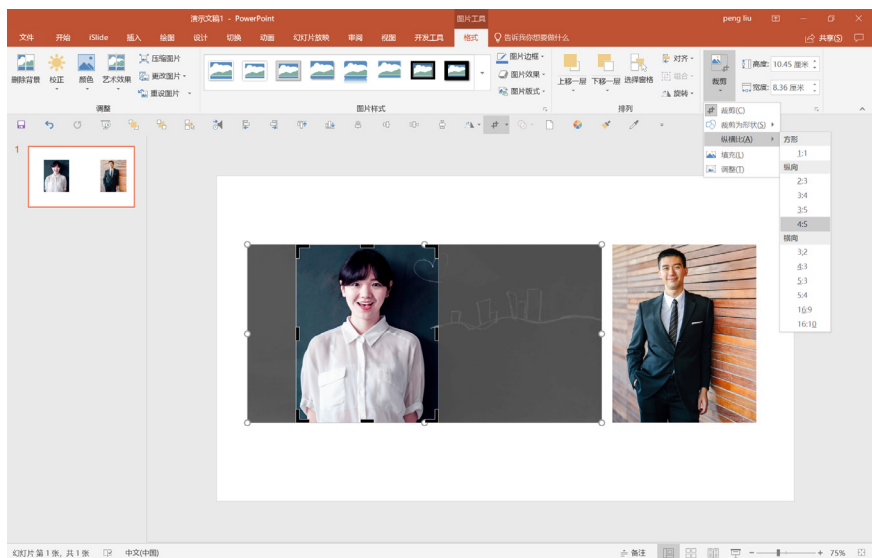 演示文稿1 - PowerPoint
图片工具
peng liu
文件 开始 iSlide 插入 绘图 设计 切换 动画 幻灯片放映 审阅 视图 开发工具 格式 告诉我你想要做什么 共享(S)
删除背景 校正 颜色 艺术效果
压缩图片
更改图片
重设图片
图片边框
图片效果
图片版式
上移一层 下移一层 选择窗格
对齐
组合
旋转
裁剪
高度: 10.45 厘米
宽度: 8.36 厘米
调整 图片样式 排列
裁剪(C)
裁剪为形状(S)
纵横比(A)
填充(L)
调整(T)
方形
1:1
纵向
2:3
3:4
3:5
4:5
横向
3:2
4:3
5:3
5:4
16:9
16:10
1
幻灯片 第 1 张, 共 1 张 中文(中国) 备注 75%